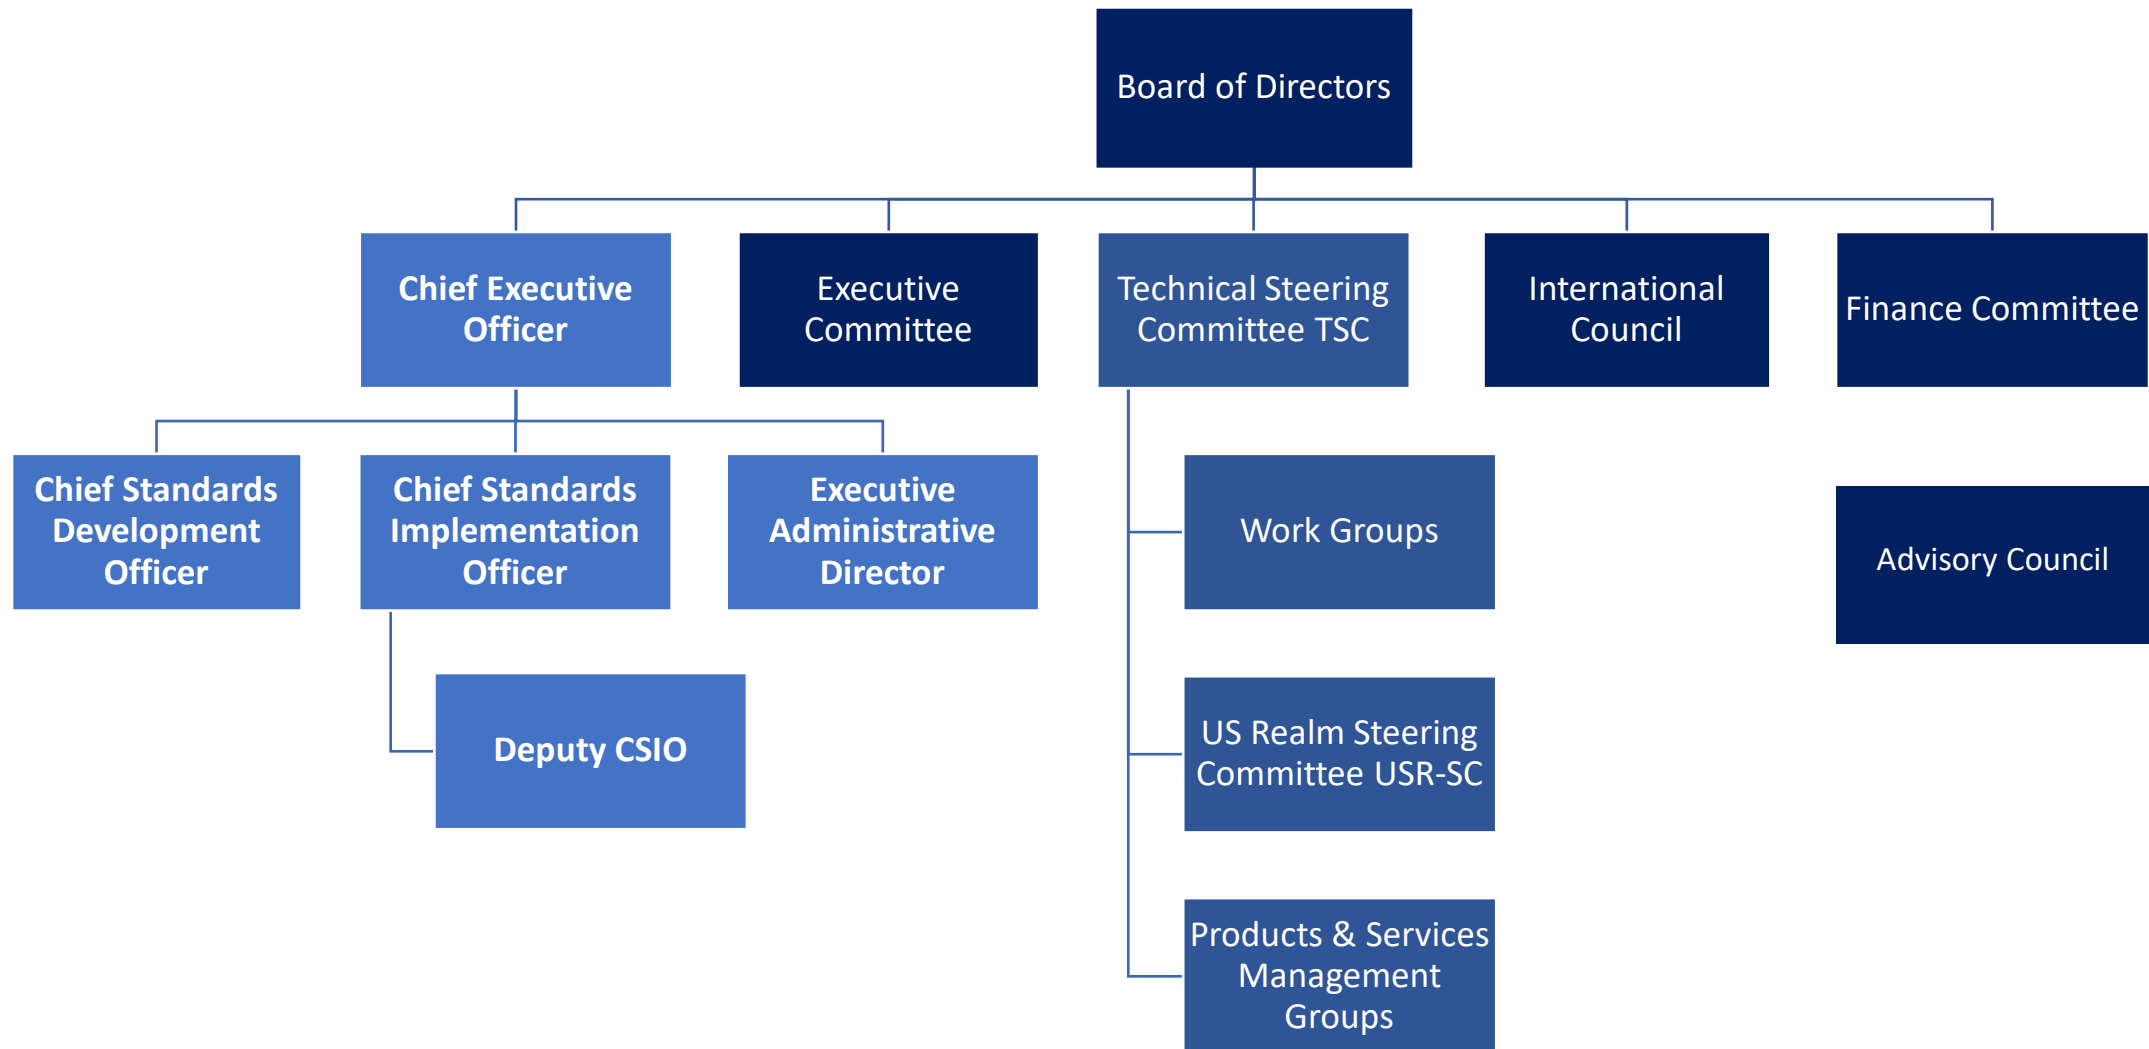 Board of Directors
Chief Executive
Officer
Executive
Committee
Technical Steering
Committee TSC
International
Council
Finance Committee
Chief Standards
Development
Officer
Chief Standards
Implementation
Officer
Executive
Administrative
Director
Work Groups
Advisory Council
Deputy CSIO
US Realm Steering
Committee USR-SC
Products & Services
Management
Groups